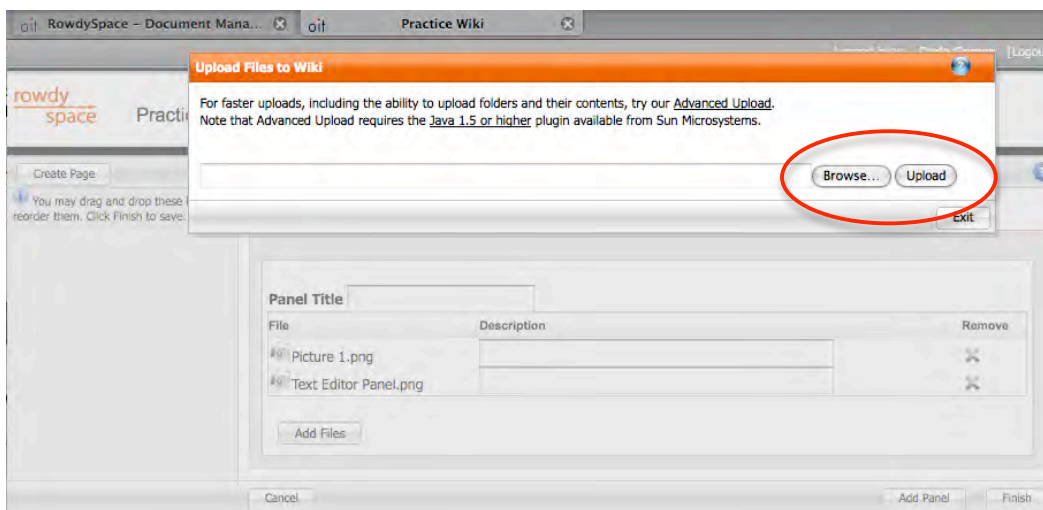 oit RowdySpace – Document Mana... oit Practice Wiki
[Logou
Upload Files to Wiki
rowdy
space
Practi
For faster uploads, including the ability to upload folders and their contents, try our Advanced Upload.
Note that Advanced Upload requires the Java 1.5 or higher plugin available from Sun Microsystems.
Create Page
Browse... Upload
You may drag and drop these
reorder them. Click Finish to save.
Exit
Panel Title
File Description Remove
Picture 1.png
Text Editor Panel.png
Add Files
Cancel Add Panel Finish